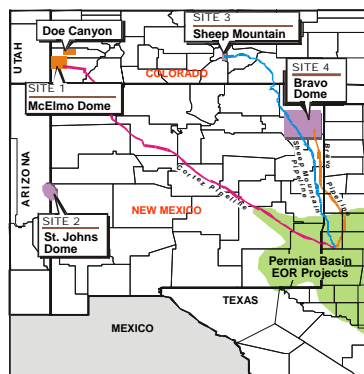 SITE 3
Sheep Mountain
Doe Canyon
UTAH
COLORADO
SITE 4
Bravo
Dome
SITE 1
McElmo Dome
Sheep Mountain
Pipeline
Bravo Pipeline
Cortez Pipeline
ARIZONA
NEW MEXICO
SITE 2
St. Johns
Dome
Permian Basin
EOR Projects
TEXAS
MEXICO